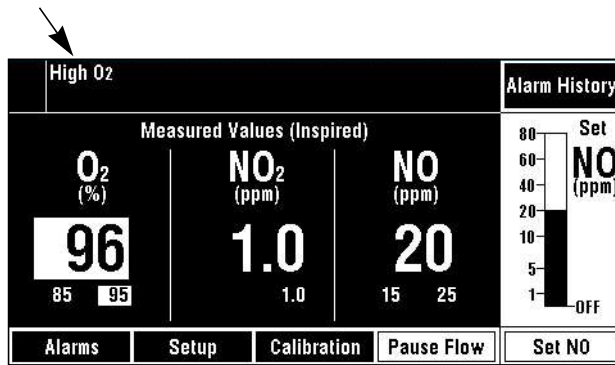 High O2
Alarm History
Measured Values (Inspired)
O2 NO2 NO
(%) (ppm) (ppm)
96 1.0 20
85 95 1.0 15 25
Set
NO
(ppm)
80
60
40
20
10
5
1
OFF
Alarms Setup Calibration Pause Flow Set NO